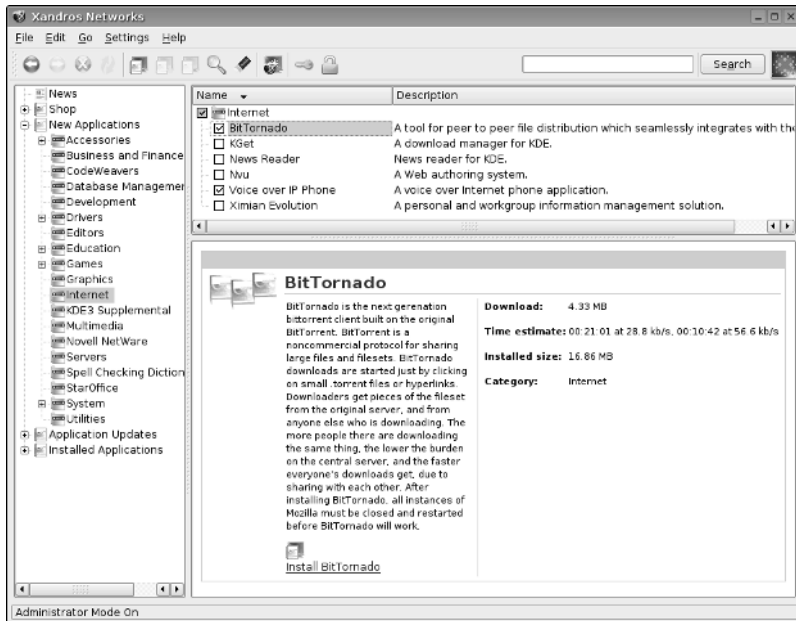 Xandros Networks
File Edit Go Settings Help
Search
News
Shop
New Applications
Accessories
Business and Finance
CodeWeavers
Database Managemer
Development
Drivers
Editors
Education
Games
Graphics
Internet
KDE3 Supplemental
Multimedia
Novell NetWare
Servers
Spell Checking Diction
StarOffice
System
Utilities
Application Updates
Installed Applications
Name Description
Internet
BitTornado A tool for peer to peer file distribution which seamlessly integrates with the
KGet A download manager for KDE.
News Reader News reader for KDE.
Nvu A Web authoring system.
Voice over IP Phone A voice over Internet phone application.
Ximian Evolution A personal and workgroup information management solution.
BitTornado
BitTornado is the next gerenation
bittorrent client built on the original
BitTorrent. BitTorrent is a
noncommercial protocol for sharing
large files and filesets. BitTornado
downloads are started just by clicking
on small .torrent files or hyperlinks.
Downloaders get pieces of the fileset
from the original server, and from
anyone else who is downloading. The
more people there are downloading
the same thing, the lower the burden
on the central server, and the faster
everyone's downloads get, due to
sharing with each other. After
installing BitTornado, all instances of
Mozilla must be closed and restarted
before BitTornado will work.
Install BitTornado
Download: 4.33 MB
Time estimate: 00:21:01 at 28.8 kb/s, 00:10:42 at 56.6 kb/s
Installed size: 16.86 MB
Category: Internet
Administrator Mode On